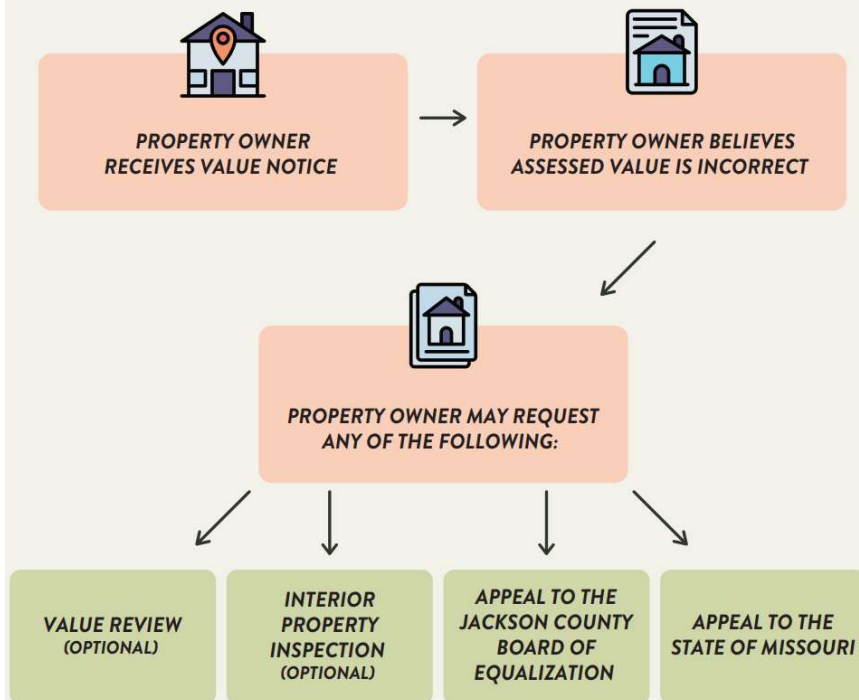 PROPERTY OWNER
RECEIVES VALUE NOTICE
PROPERTY OWNER BELIEVES
ASSESSED VALUE IS INCORRECT
PROPERTY OWNER MAY REQUEST
ANY OF THE FOLLOWING:
VALUE REVIEW
(OPTIONAL)
INTERIOR
PROPERTY
INSPECTION
(OPTIONAL)
APPEAL TO THE
JACKSON COUNTY
BOARD OF
EQUALIZATION
APPEAL TO THE
STATE OF MISSOURI